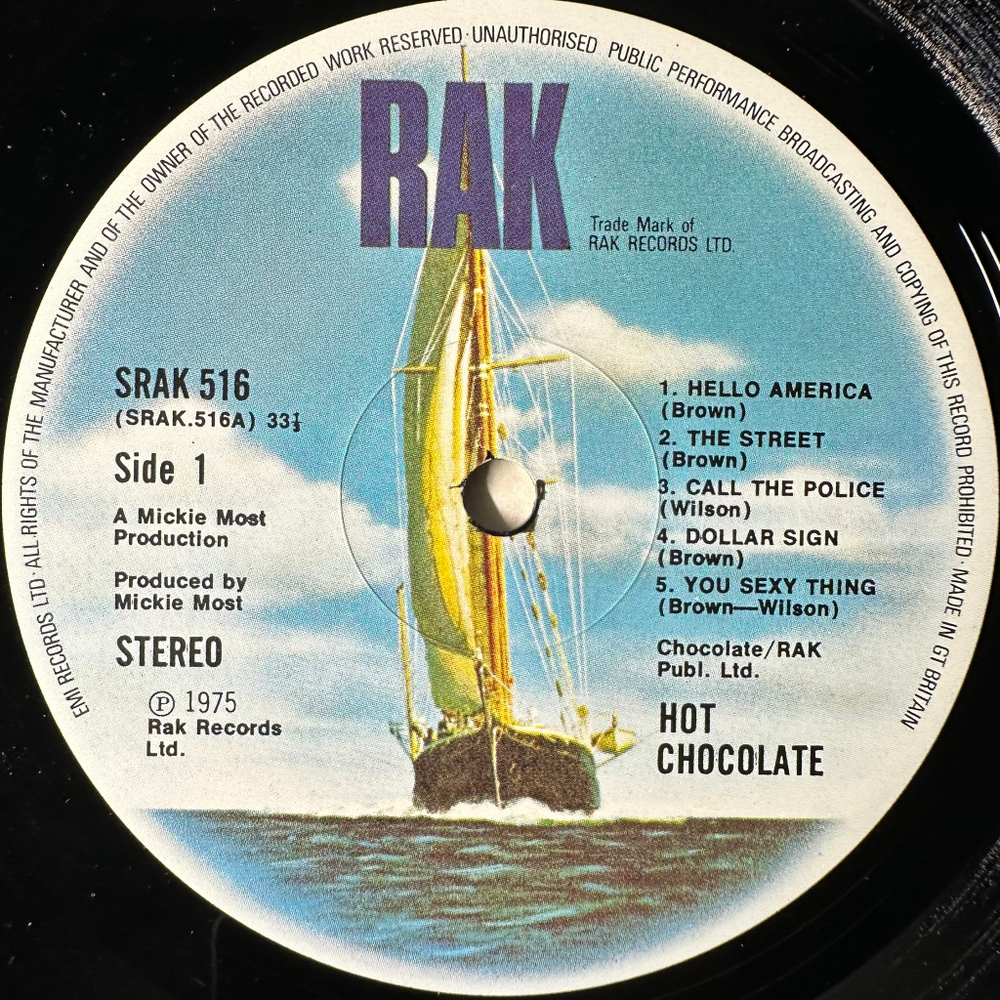 EMI RECORDS LTD · ALL RIGHTS OF THE MANUFACTURER AND OF THE OWNER OF THE RECORDED WORK RESERVED · UNAUTHORISED PUBLIC PERFORMANCE BROADCASTING AND COPYING OF THIS RECORD PROHIBITED · MADE IN GT BRITAIN
RAK
Trade Mark of
RAK RECORDS LTD.
SRAK 516
(SRAK.516A) 33⅓
Side 1
A Mickie Most
Production
Produced by
Mickie Most
STEREO
℗ 1975
Rak Records
Ltd.
1. HELLO AMERICA
(Brown)
2. THE STREET
(Brown)
3. CALL THE POLICE
(Wilson)
4. DOLLAR SIGN
(Brown)
5. YOU SEXY THING
(Brown—Wilson)
Chocolate/RAK
Publ. Ltd.
HOT
CHOCOLATE